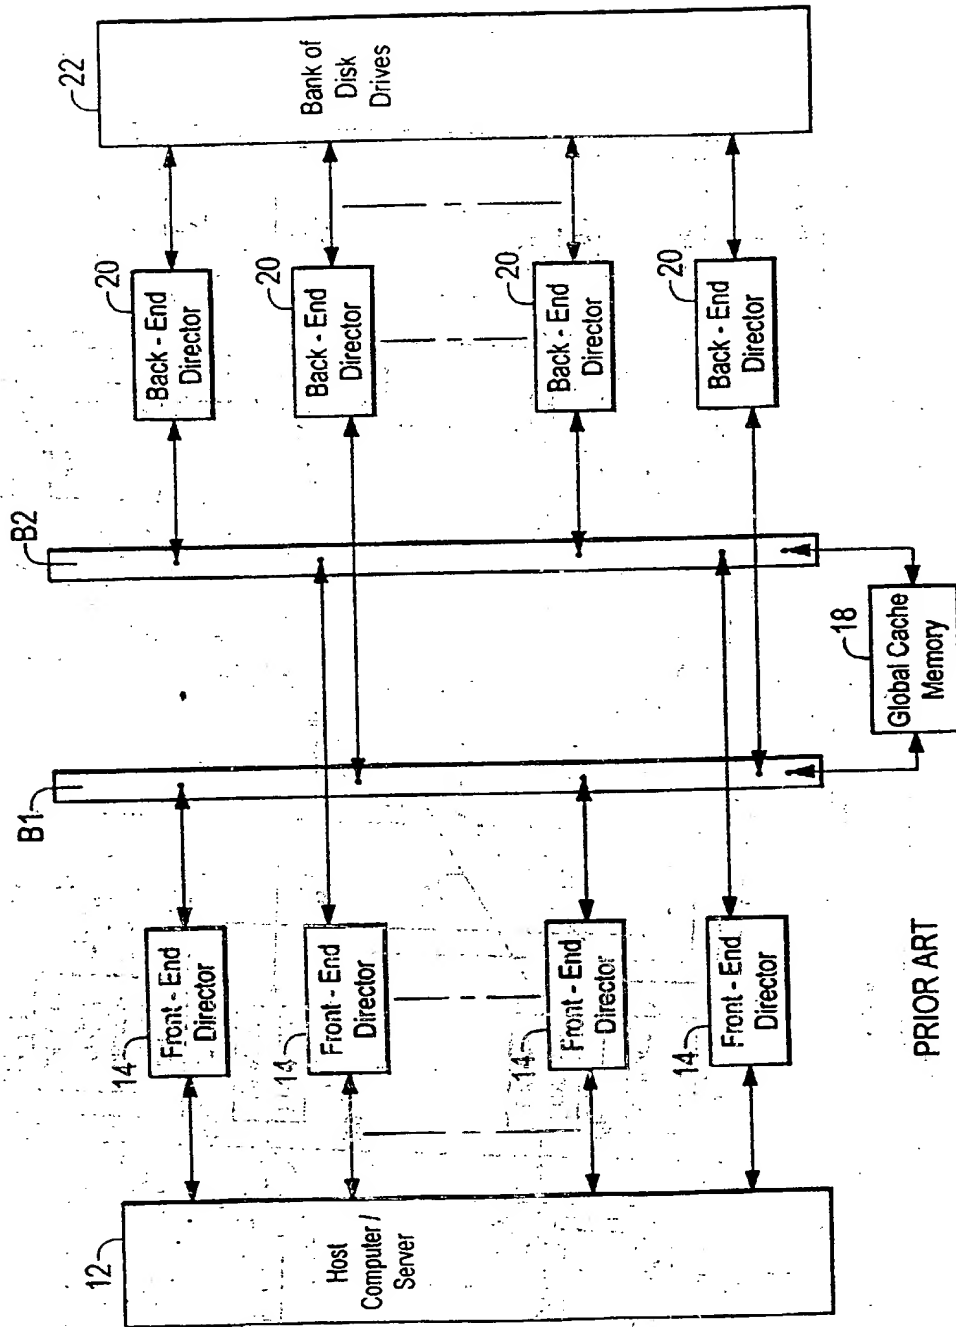 12
Host
Computer /
Server
14
Front - End
Director
14
Front - End
Director
14
Front - End
Director
14
Front - End
Director
B1
B2
18
Global Cache
Memory
20
Back - End
Director
20
Back - End
Director
20
Back - End
Director
20
Back - End
Director
22
Bank of
Disk
Drives
PRIOR ART